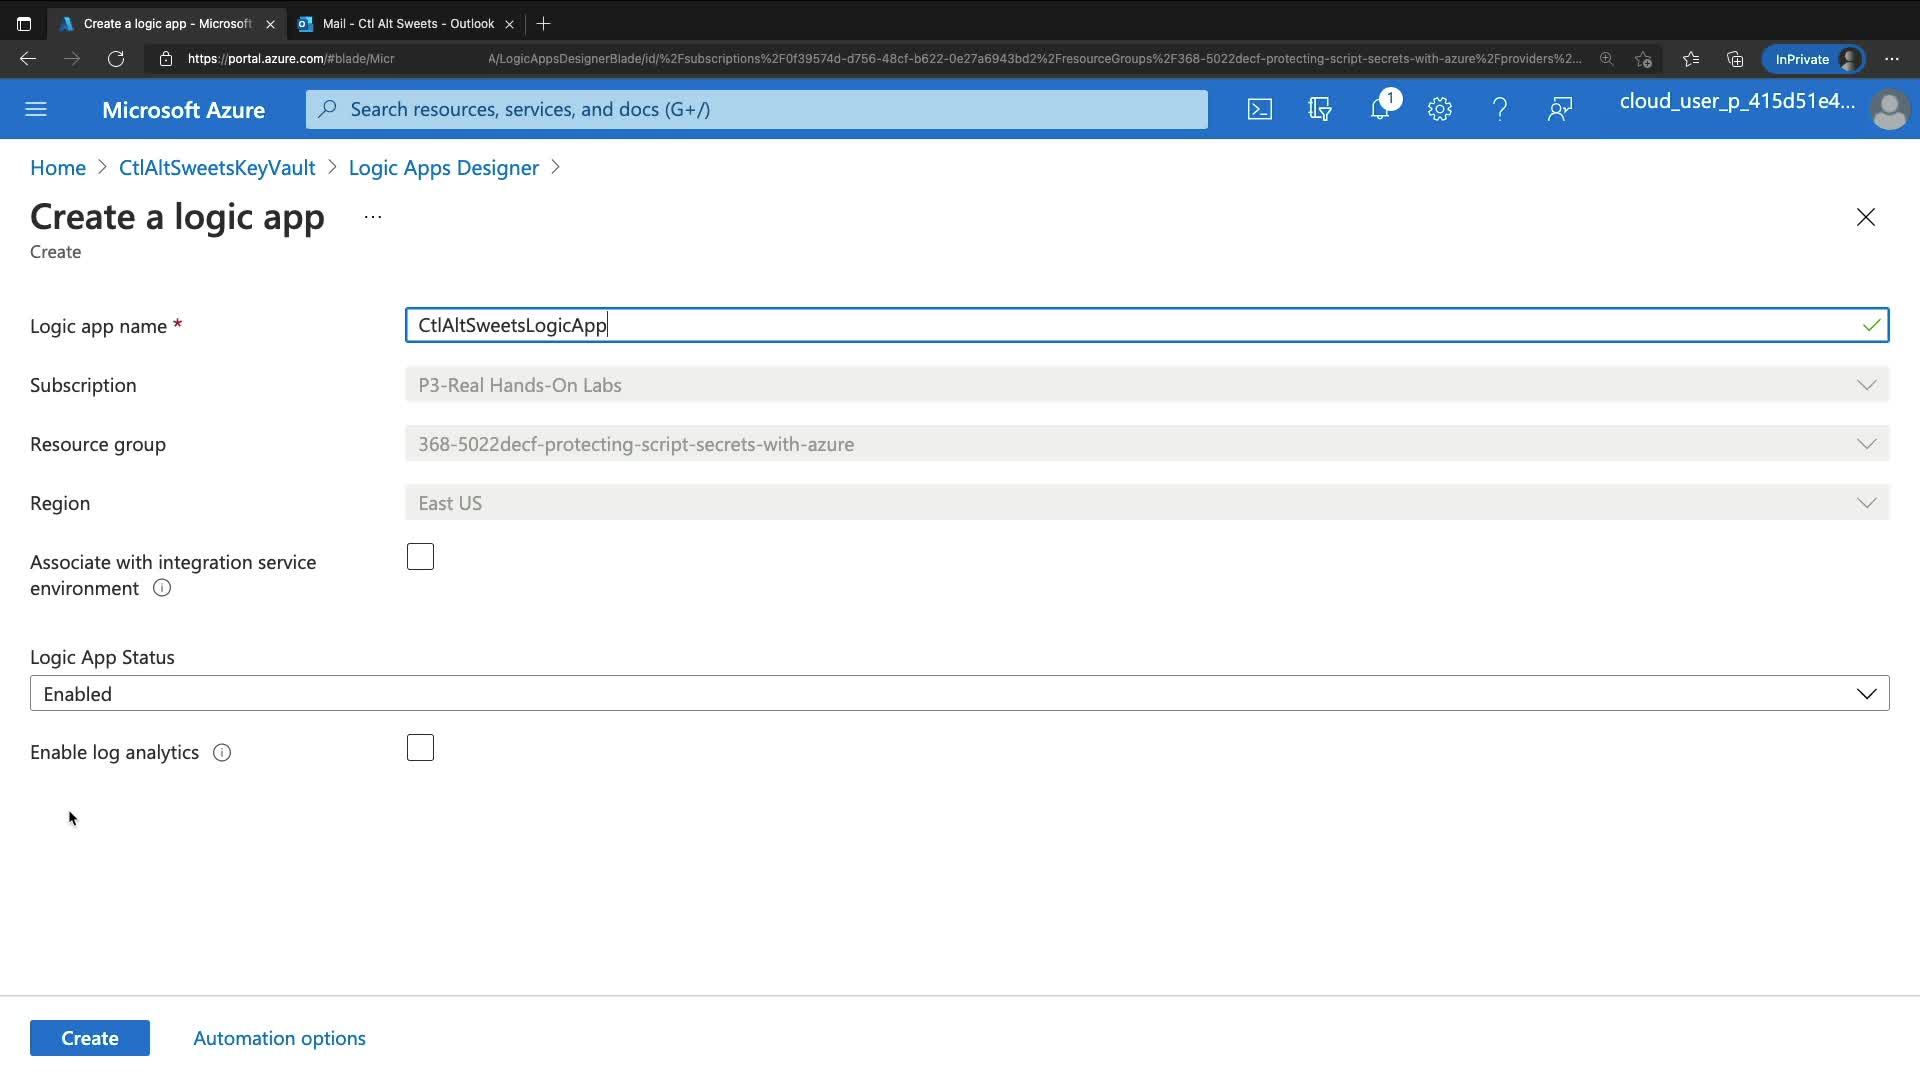 Create a logic app - Microsoft
Mail - Ctl Alt Sweets - Outlook
https://portal.azure.com/#blade/Micr A/LogicAppsDesignerBlade/id/%2Fsubscriptions%2F0f39574d-d756-48cf-b622-0e27a6943bd2%2FresourceGroups%2F368-5022decf-protecting-script-secrets-with-azure%2Fproviders%2...
InPrivate
Microsoft Azure
Search resources, services, and docs (G+/)
1
cloud_user_p_415d51e4...
Home > CtlAltSweetsKeyVault > Logic Apps Designer >
Create a logic app ...
Create
Logic app name *
CtlAltSweetsLogicApp
Subscription
P3-Real Hands-On Labs
Resource group
368-5022decf-protecting-script-secrets-with-azure
Region
East US
Associate with integration service
environment
Logic App Status
Enabled
Enable log analytics
Create
Automation options